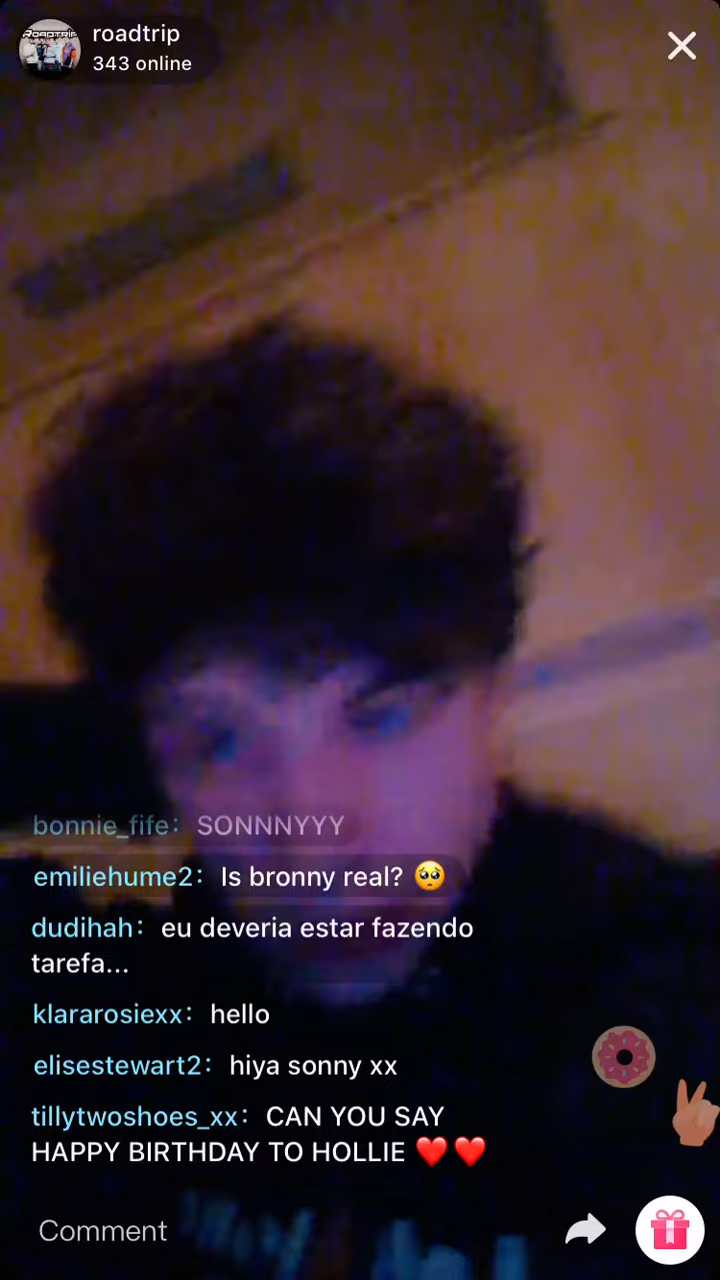 ROADTRIP
roadtrip
343 online
bonnie_fife: SONNNYYY
emiliehume2: Is bronny real? 🥺
dudihah: eu deveria estar fazendo
tarefa...
klararosiexx: hello
elisestewart2: hiya sonny xx
tillytwoshoes_xx: CAN YOU SAY
HAPPY BIRTHDAY TO HOLLIE ❤️❤️
Comment